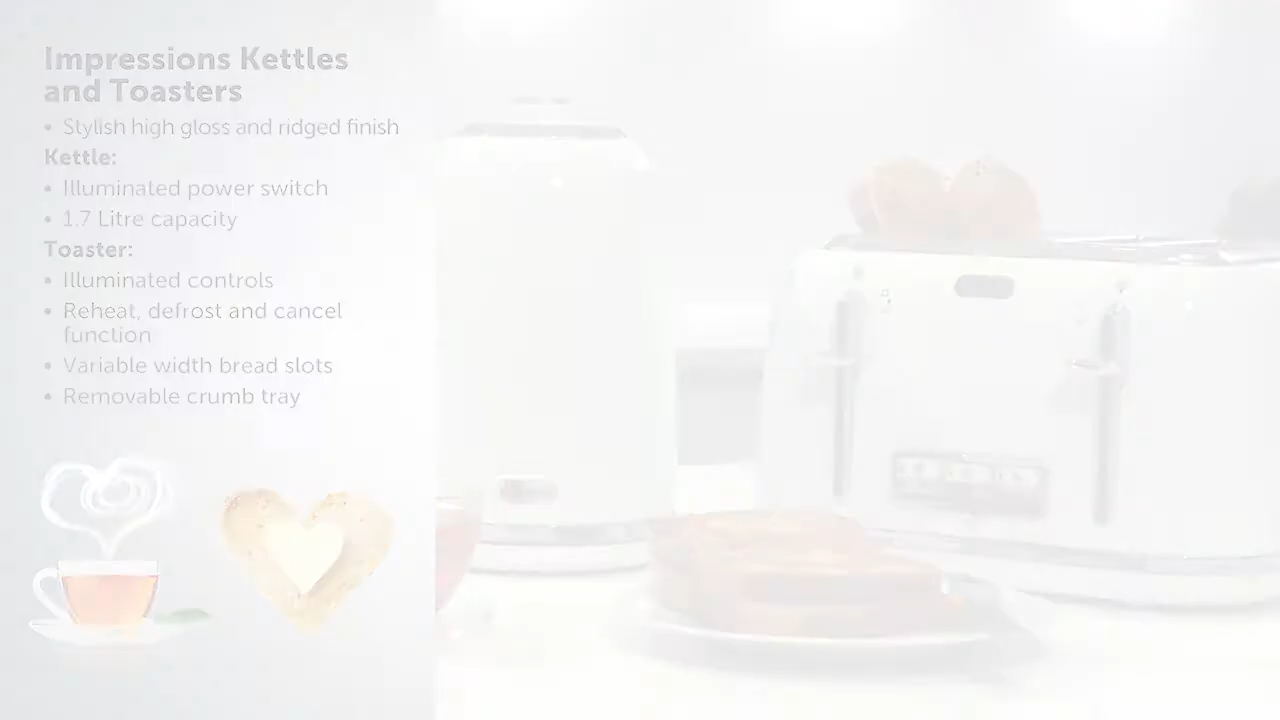 Impressions Kettles
and Toasters
• Stylish high gloss and ridged finish
Kettle:
• Illuminated power switch
• 1.7 Litre capacity
Toaster:
• Illuminated controls
• Reheat, defrost and cancel
function
• Variable width bread slots
• Removable crumb tray